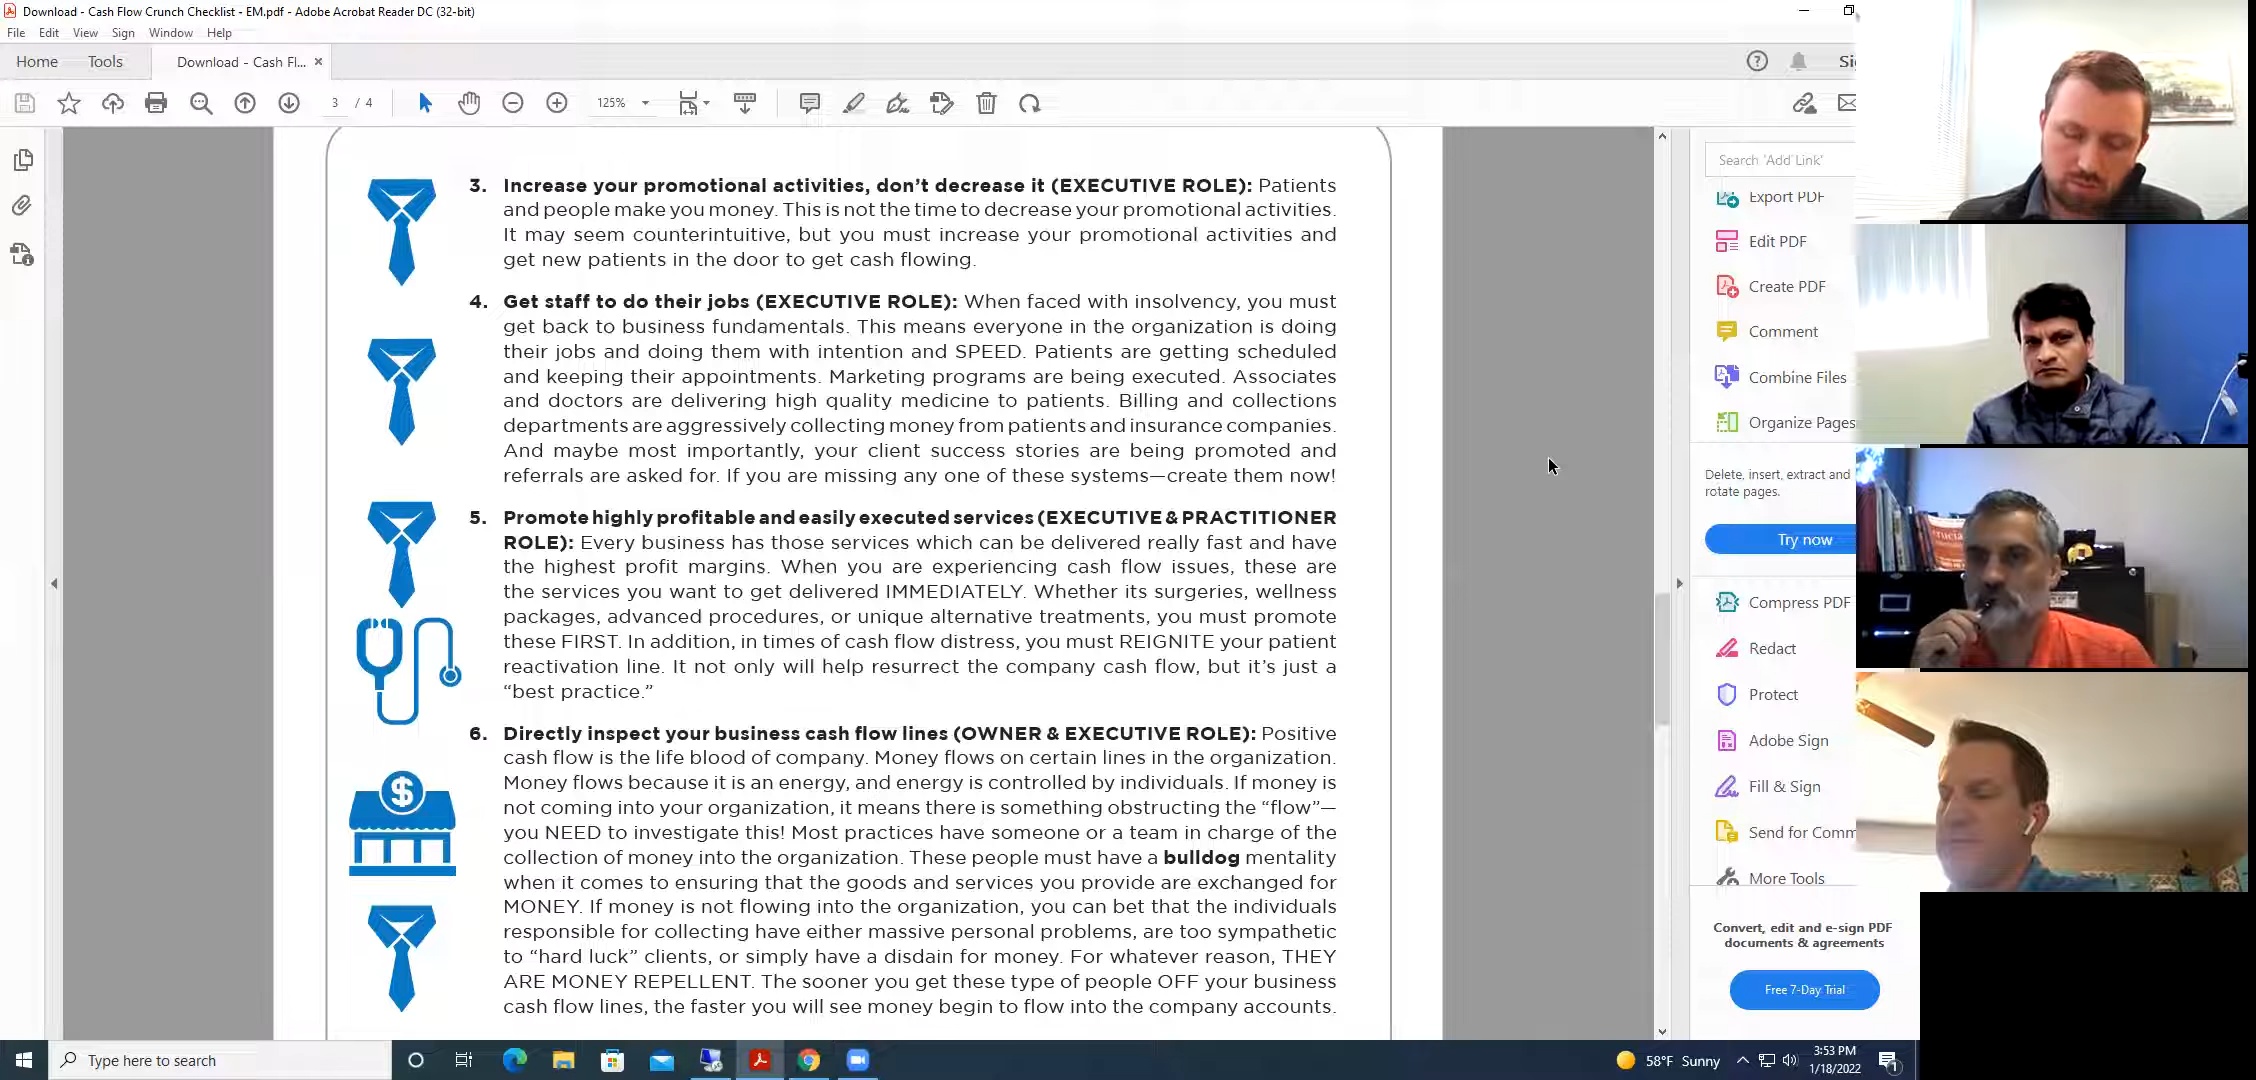 Download - Cash Flow Crunch Checklist - EM.pdf - Adobe Acrobat Reader DC (32-bit)
File Edit View Sign Window Help
Home Tools Download - Cash Fl... ×
3 / 4 125%
3. Increase your promotional activities, don't decrease it (EXECUTIVE ROLE): Patients
and people make you money. This is not the time to decrease your promotional activities.
It may seem counterintuitive, but you must increase your promotional activities and
get new patients in the door to get cash flowing.
4. Get staff to do their jobs (EXECUTIVE ROLE): When faced with insolvency, you must
get back to business fundamentals. This means everyone in the organization is doing
their jobs and doing them with intention and SPEED. Patients are getting scheduled
and keeping their appointments. Marketing programs are being executed. Associates
and doctors are delivering high quality medicine to patients. Billing and collections
departments are aggressively collecting money from patients and insurance companies.
And maybe most importantly, your client success stories are being promoted and
referrals are asked for. If you are missing any one of these systems—create them now!
5. Promote highly profitable and easily executed services (EXECUTIVE & PRACTITIONER
ROLE): Every business has those services which can be delivered really fast and have
the highest profit margins. When you are experiencing cash flow issues, these are
the services you want to get delivered IMMEDIATELY. Whether its surgeries, wellness
packages, advanced procedures, or unique alternative treatments, you must promote
these FIRST. In addition, in times of cash flow distress, you must REIGNITE your patient
reactivation line. It not only will help resurrect the company cash flow, but it's just a
“best practice.”
$
6. Directly inspect your business cash flow lines (OWNER & EXECUTIVE ROLE): Positive
cash flow is the life blood of company. Money flows on certain lines in the organization.
Money flows because it is an energy, and energy is controlled by individuals. If money is
not coming into your organization, it means there is something obstructing the “flow”—
you NEED to investigate this! Most practices have someone or a team in charge of the
collection of money into the organization. These people must have a bulldog mentality
when it comes to ensuring that the goods and services you provide are exchanged for
MONEY. If money is not flowing into the organization, you can bet that the individuals
responsible for collecting have either massive personal problems, are too sympathetic
to “hard luck” clients, or simply have a disdain for money. For whatever reason, THEY
ARE MONEY REPELLENT. The sooner you get these type of people OFF your business
cash flow lines, the faster you will see money begin to flow into the company accounts.
Search 'Add Link'
Export PDF
Edit PDF
Create PDF
Comment
Combine Files
Organize Pages
Delete, insert, extract and
rotate pages.
Try now
Compress PDF
Redact
Protect
Adobe Sign
Fill & Sign
Send for Comm
More Tools
Convert, edit and e-sign PDF
documents & agreements
Free 7-Day Trial
Type here to search
58°F Sunny
3:53 PM
1/18/2022
1